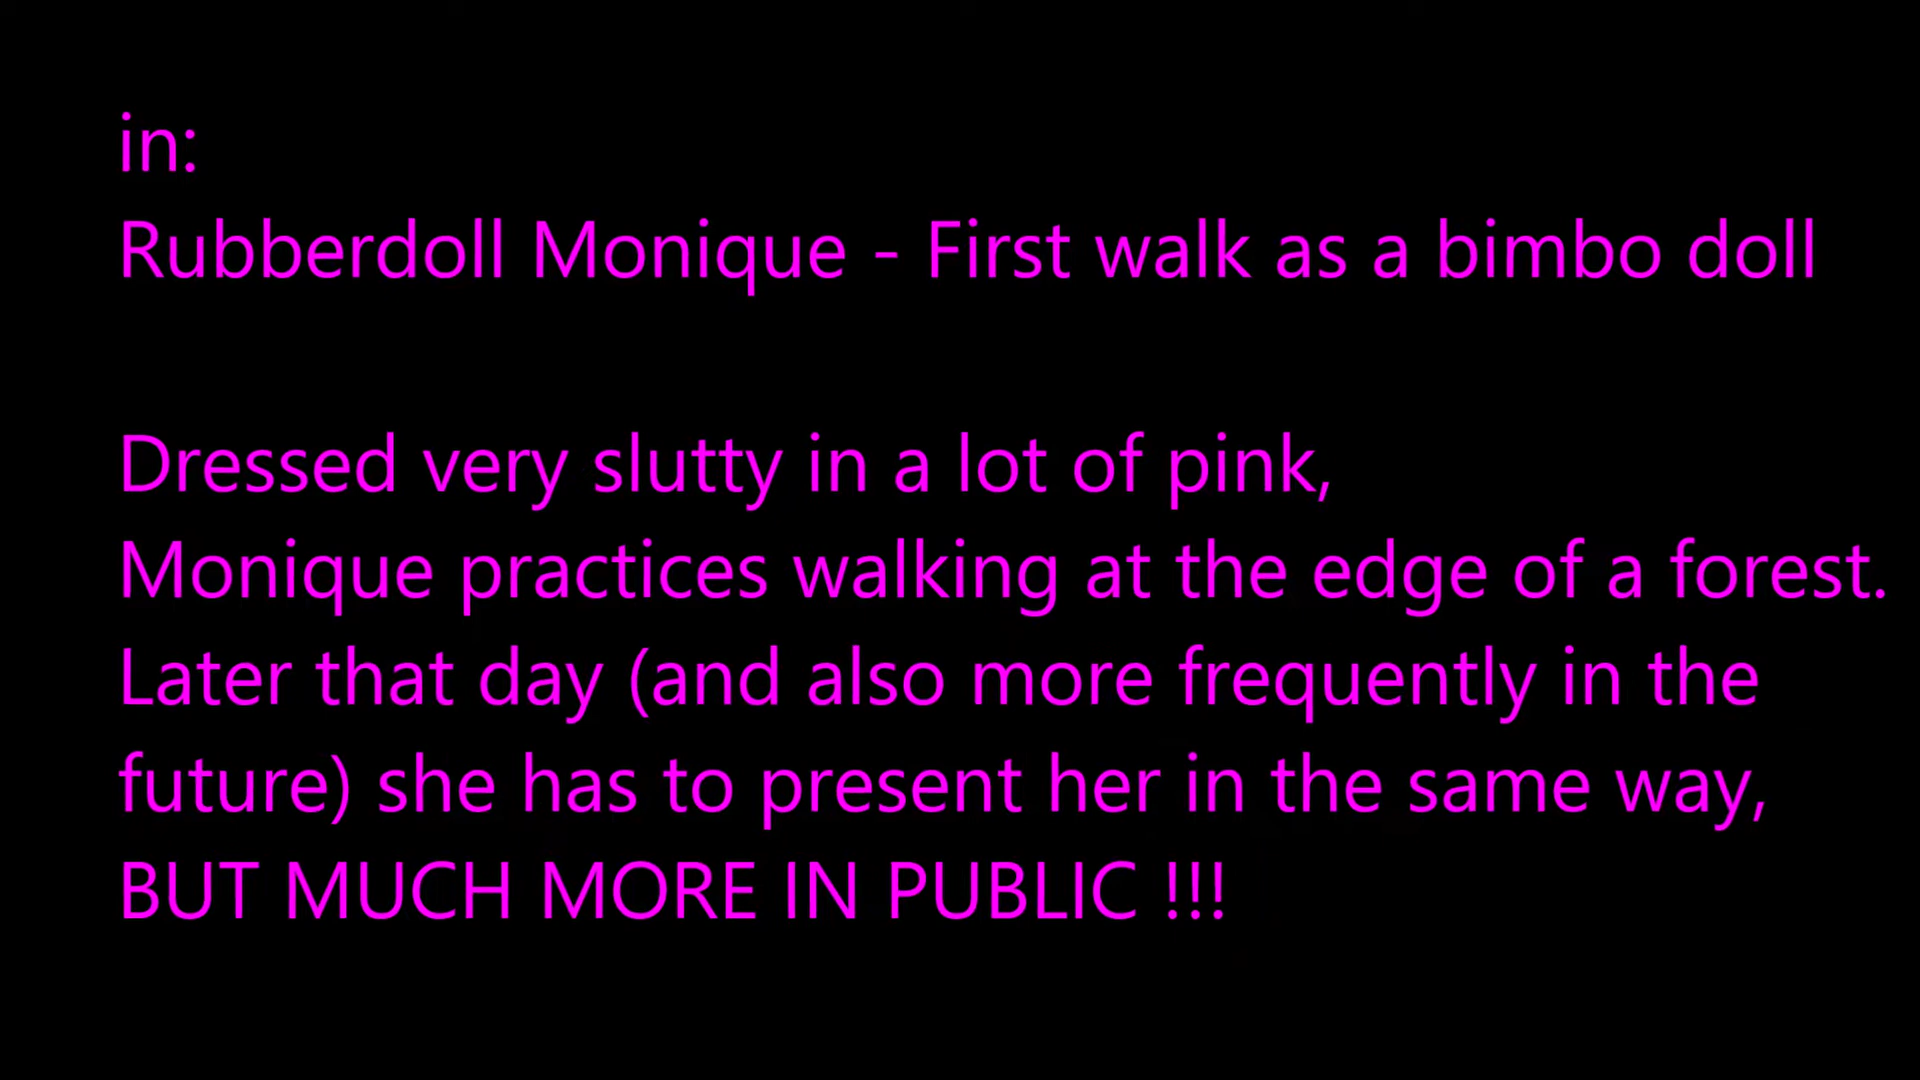 in:
Rubberdoll Monique - First walk as a bimbo doll
Dressed very slutty in a lot of pink,
Monique practices walking at the edge of a forest.
Later that day (and also more frequently in the
future) she has to present her in the same way,
BUT MUCH MORE IN PUBLIC !!!